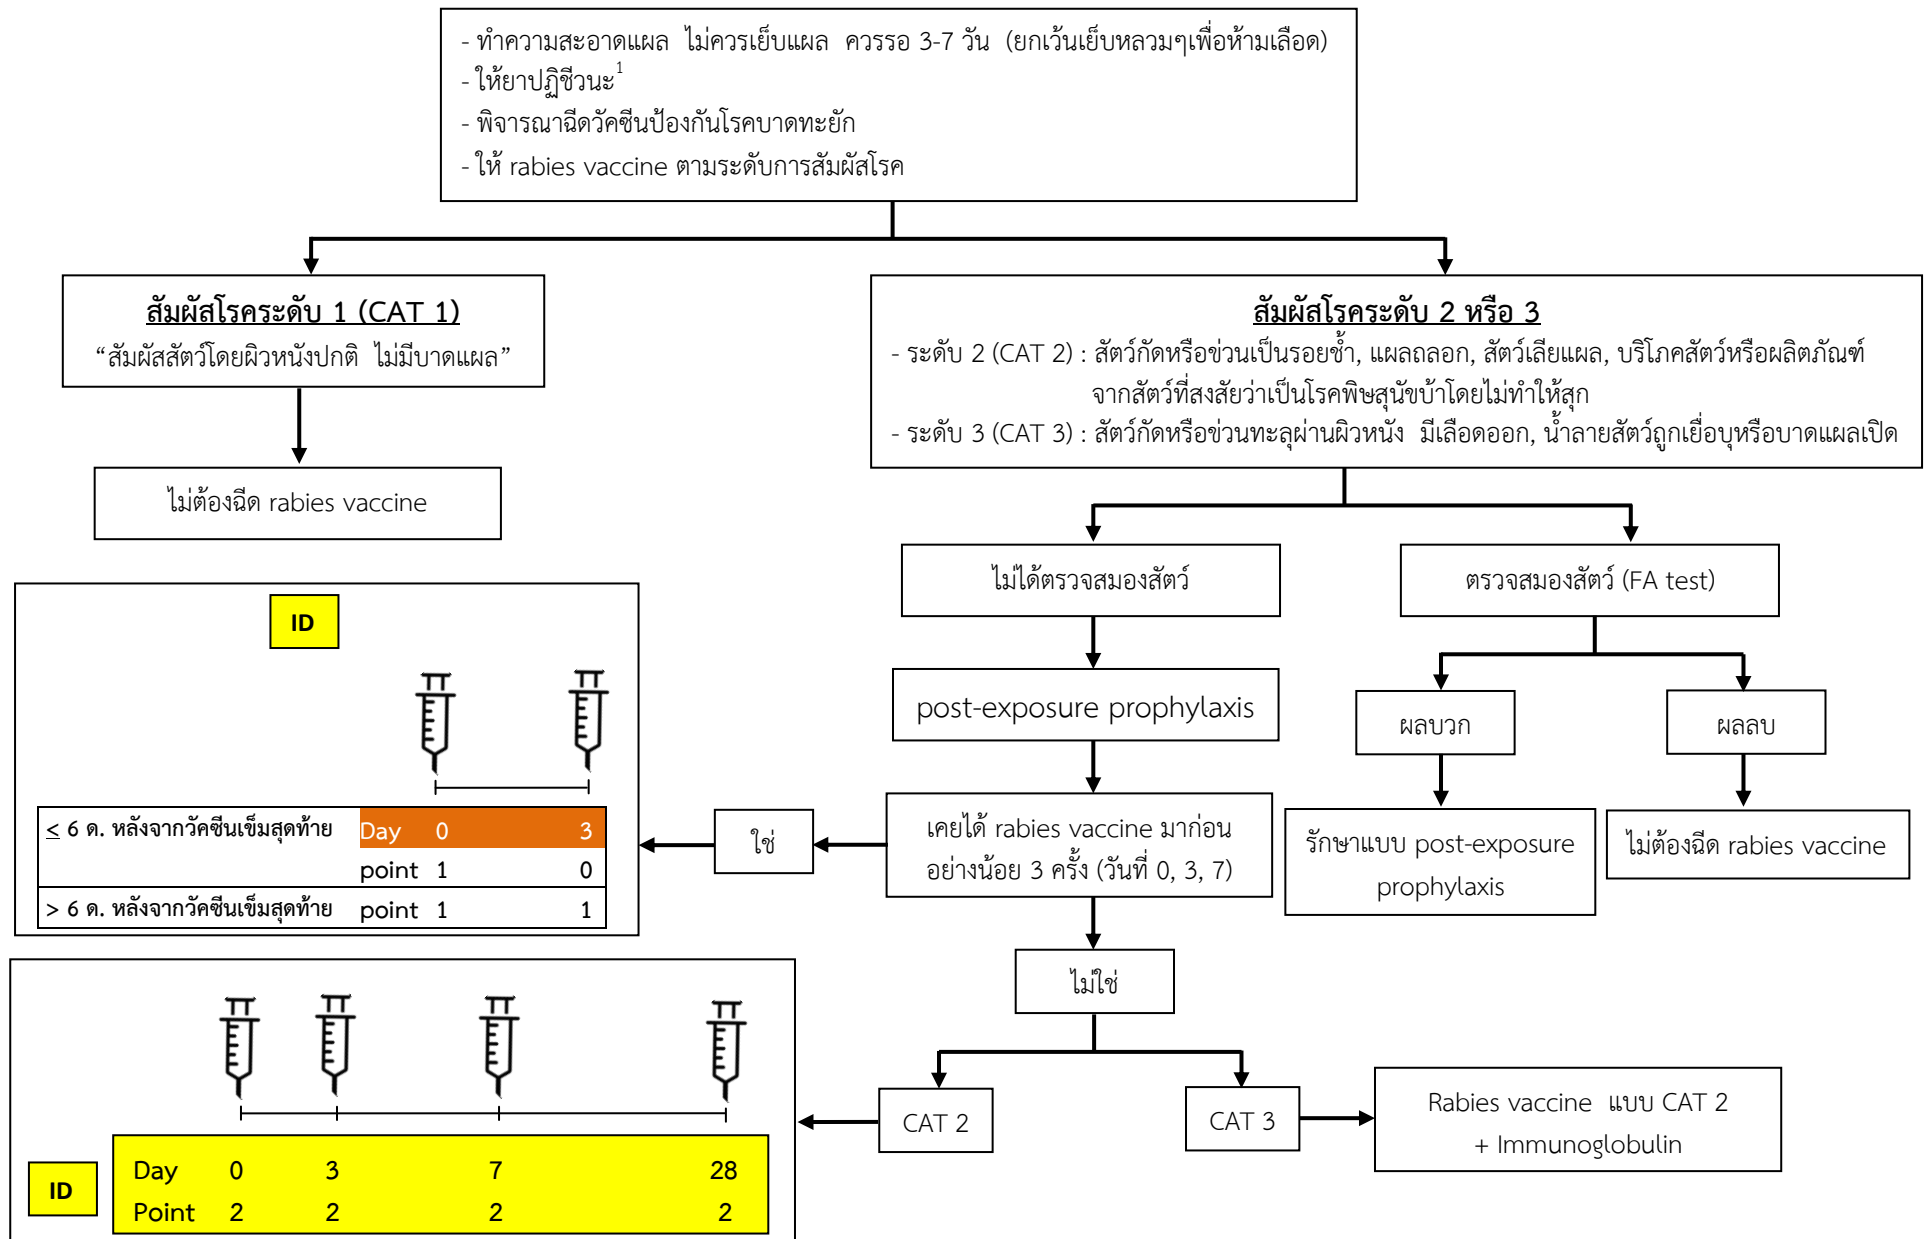 - ทำความสะอาดแผล ไม่ควรเย็บแผล ควรรอ 3-7 วัน (ยกเว้นเย็บหลวมๆเพื่อห้ามเลือด)
- ให้ยาปฏิชีวนะ1
- พิจารณาฉีดวัคซีนป้องกันโรคบาดทะยัก
- ให้ rabies vaccine ตามระดับการสัมผัสโรค
สัมผัสโรคระดับ 1 (CAT 1)
“สัมผัสสัตว์โดยผิวหนังปกติ ไม่มีบาดแผล”
ไม่ต้องฉีด rabies vaccine
สัมผัสโรคระดับ 2 หรือ 3
- ระดับ 2 (CAT 2) : สัตว์กัดหรือข่วนเป็นรอยช้ำ, แผลถลอก, สัตว์เลียแผล, บริโภคสัตว์หรือผลิตภัณฑ์
จากสัตว์ที่สงสัยว่าเป็นโรคพิษสุนัขบ้าโดยไม่ทำให้สุก
- ระดับ 3 (CAT 3) : สัตว์กัดหรือข่วนทะลุผ่านผิวหนัง มีเลือดออก, น้ำลายสัตว์ถูกเยื่อบุหรือบาดแผลเปิด
ไม่ได้ตรวจสมองสัตว์
ตรวจสมองสัตว์ (FA test)
post-exposure prophylaxis
ผลบวก
ผลลบ
รักษาแบบ post-exposure
prophylaxis
ไม่ต้องฉีด rabies vaccine
เคยได้ rabies vaccine มาก่อน
อย่างน้อย 3 ครั้ง (วันที่ 0, 3, 7)
ใช่
ID
≤ 6 ด. หลังจากวัคซีนเข็มสุดท้าย Day 0 3
point 1 0
> 6 ด. หลังจากวัคซีนเข็มสุดท้าย point 1 1
ไม่ใช่
CAT 2
CAT 3
Rabies vaccine แบบ CAT 2
+ Immunoglobulin
ID
Day 0 3 7 28
Point 2 2 2 2